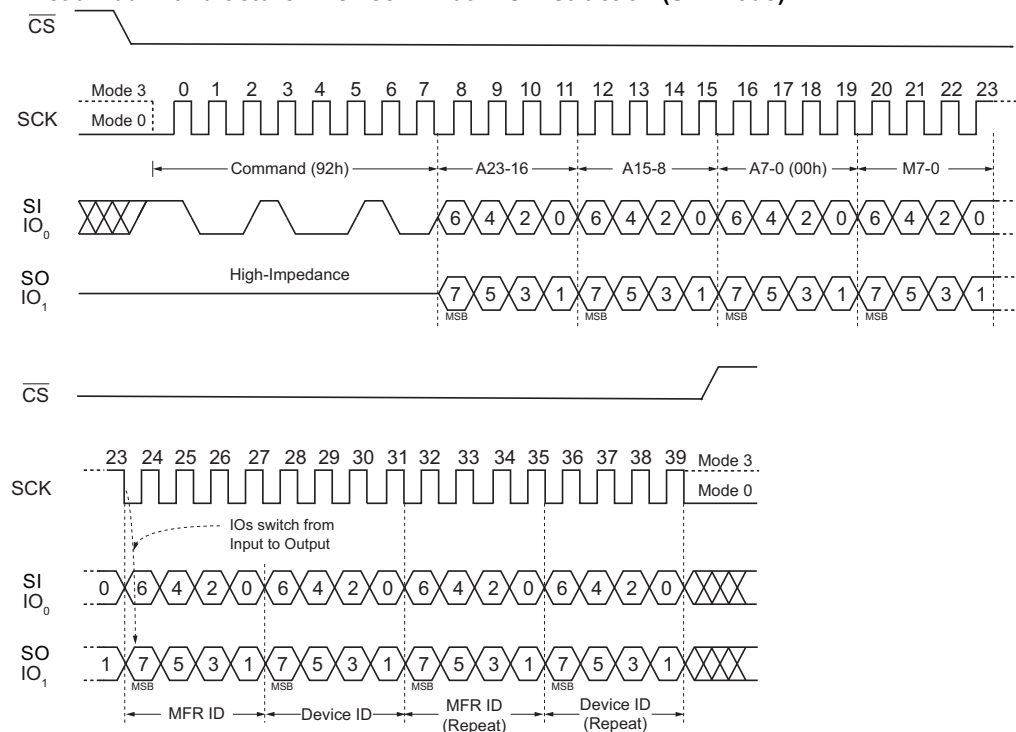 CS
Mode 3
0 1 2 3 4 5 6 7 8 9 10 11 12 13 14 15 16 17 18 19 20 21 22 23
SCK
Mode 0
Command (92h)
A23-16
A15-8
A7-0 (00h)
M7-0
SI
IO0
6 4 2 0 6 4 2 0 6 4 2 0 6 4 2 0
SO
IO1
High-Impedance
7 5 3 1 7 5 3 1 7 5 3 1 7 5 3 1
MSB MSB MSB MSB
CS
23 24 25 26 27 28 29 30 31 32 33 34 35 36 37 38 39
Mode 3
SCK
Mode 0
IOs switch from
Input to Output
SI
IO0
0 6 4 2 0 6 4 2 0 6 4 2 0 6 4 2 0
SO
IO1
1 7 5 3 1 7 5 3 1 7 5 3 1 7 5 3 1
MSB MSB MSB MSB
MFR ID
Device ID
MFR ID
(Repeat)
Device ID
(Repeat)